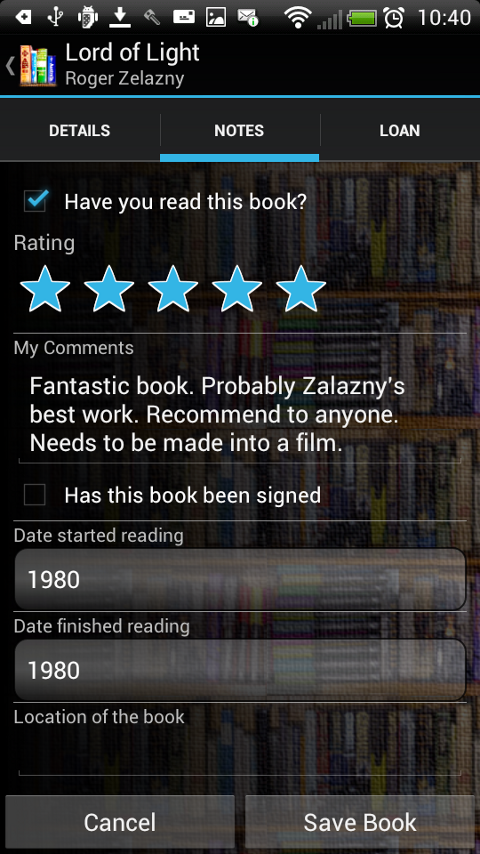 10:40
Lord of Light
Roger Zelazny
DETAILS
NOTES
LOAN
Have you read this book?
Rating
My Comments
Fantastic book. Probably Zalazny's
best work. Recommend to anyone.
Needs to be made into a film.
Has this book been signed
Date started reading
1980
Date finished reading
1980
Location of the book
Cancel
Save Book